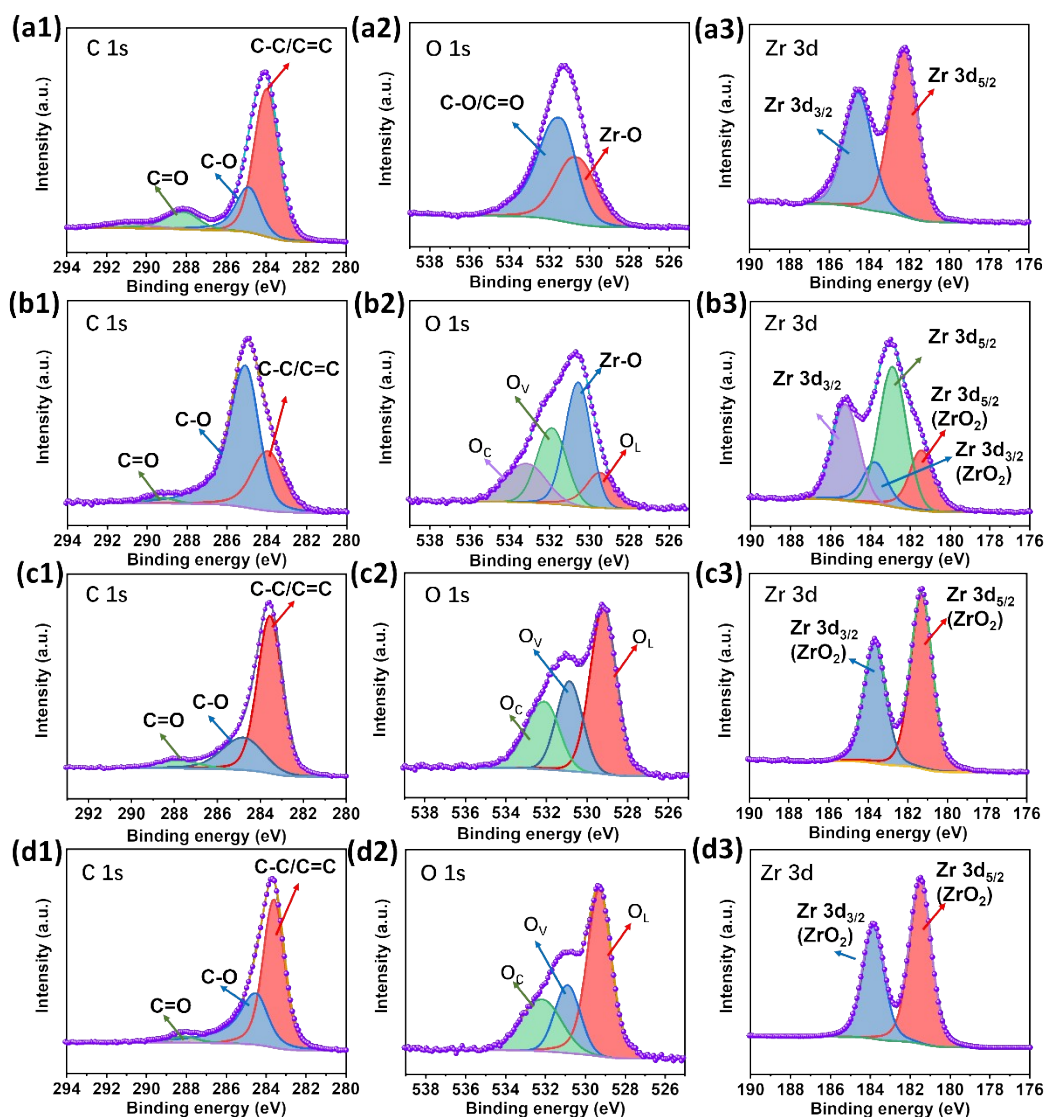 (a1)
C 1s
C-C/C=C
C-O
C=O
Intensity (a.u.)
294 292 290 288 286 284 282 280
Binding energy (eV)
(a2)
O 1s
C-O/C=O
Zr-O
Intensity (a.u.)
538 536 534 532 530 528 526
Binding energy (eV)
(a3)
Zr 3d
Zr 3d5/2
Zr 3d3/2
Intensity (a.u.)
190 188 186 184 182 180 178 176
Binding energy (eV)
(b1)
C 1s
C-C/C=C
C-O
C=O
Intensity (a.u.)
294 292 290 288 286 284 282 280
Binding energy (eV)
(b2)
O 1s
Zr-O
OV
OC
OL
Intensity (a.u.)
538 536 534 532 530 528 526
Binding energy (eV)
(b3)
Zr 3d
Zr 3d5/2
Zr 3d3/2
Zr 3d5/2
(ZrO2)
Zr 3d3/2
(ZrO2)
Intensity (a.u.)
190 188 186 184 182 180 178 176
Binding energy (eV)
(c1)
C 1s
C-C/C=C
C-O
C=O
Intensity (a.u.)
292 290 288 286 284 282 280
Binding energy (eV)
(c2)
O 1s
OV
OL
OC
Intensity (a.u.)
538 536 534 532 530 528 526
Binding energy (eV)
(c3)
Zr 3d
Zr 3d5/2
(ZrO2)
Zr 3d3/2
(ZrO2)
Intensity (a.u.)
190 188 186 184 182 180 178 176
Binding energy (eV)
(d1)
C 1s
C-C/C=C
C-O
C=O
Intensity (a.u.)
294 292 290 288 286 284 282 280
Binding energy (eV)
(d2)
O 1s
OV
OL
OC
Intensity (a.u.)
538 536 534 532 530 528 526
Binding energy (eV)
(d3)
Zr 3d
Zr 3d5/2
(ZrO2)
Zr 3d3/2
(ZrO2)
Intensity (a.u.)
190 188 186 184 182 180 178 176
Binding energy (eV)